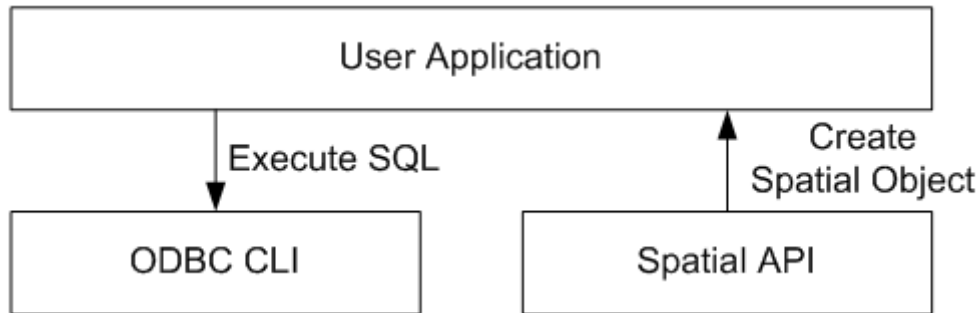 User Application
Execute SQL
Create
Spatial Object
ODBC CLI
Spatial API